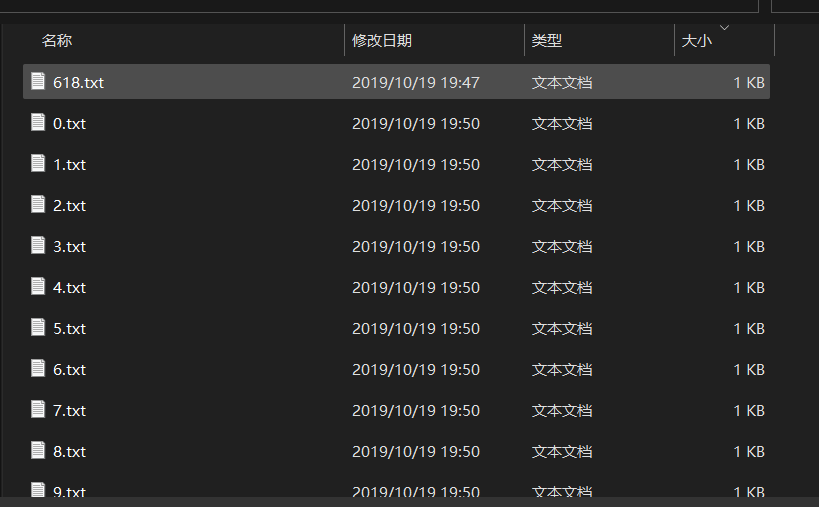 名称 修改日期 类型 大小
618.txt 2019/10/19 19:47 文本文档 1 KB
0.txt 2019/10/19 19:50 文本文档 1 KB
1.txt 2019/10/19 19:50 文本文档 1 KB
2.txt 2019/10/19 19:50 文本文档 1 KB
3.txt 2019/10/19 19:50 文本文档 1 KB
4.txt 2019/10/19 19:50 文本文档 1 KB
5.txt 2019/10/19 19:50 文本文档 1 KB
6.txt 2019/10/19 19:50 文本文档 1 KB
7.txt 2019/10/19 19:50 文本文档 1 KB
8.txt 2019/10/19 19:50 文本文档 1 KB
9.txt 2019/10/19 19:50 文本文档 1 KB